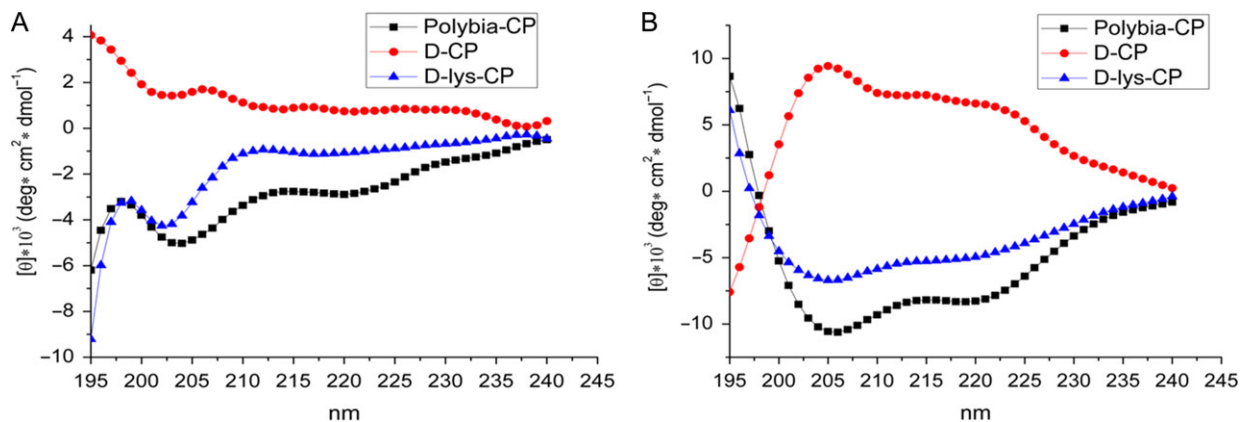 A
Polybia-CP
D-CP
D-lys-CP
[θ]∗10³ (deg∗ cm²∗ dmol⁻¹)
4
2
0
−2
−4
−6
−8
−10
195 200 205 210 215 220 225 230 235 240 245
nm
B
Polybia-CP
D-CP
D-lys-CP
[θ]∗10³ (deg∗ cm²∗ dmol⁻¹)
10
5
0
−5
−10
195 200 205 210 215 220 225 230 235 240 245
nm